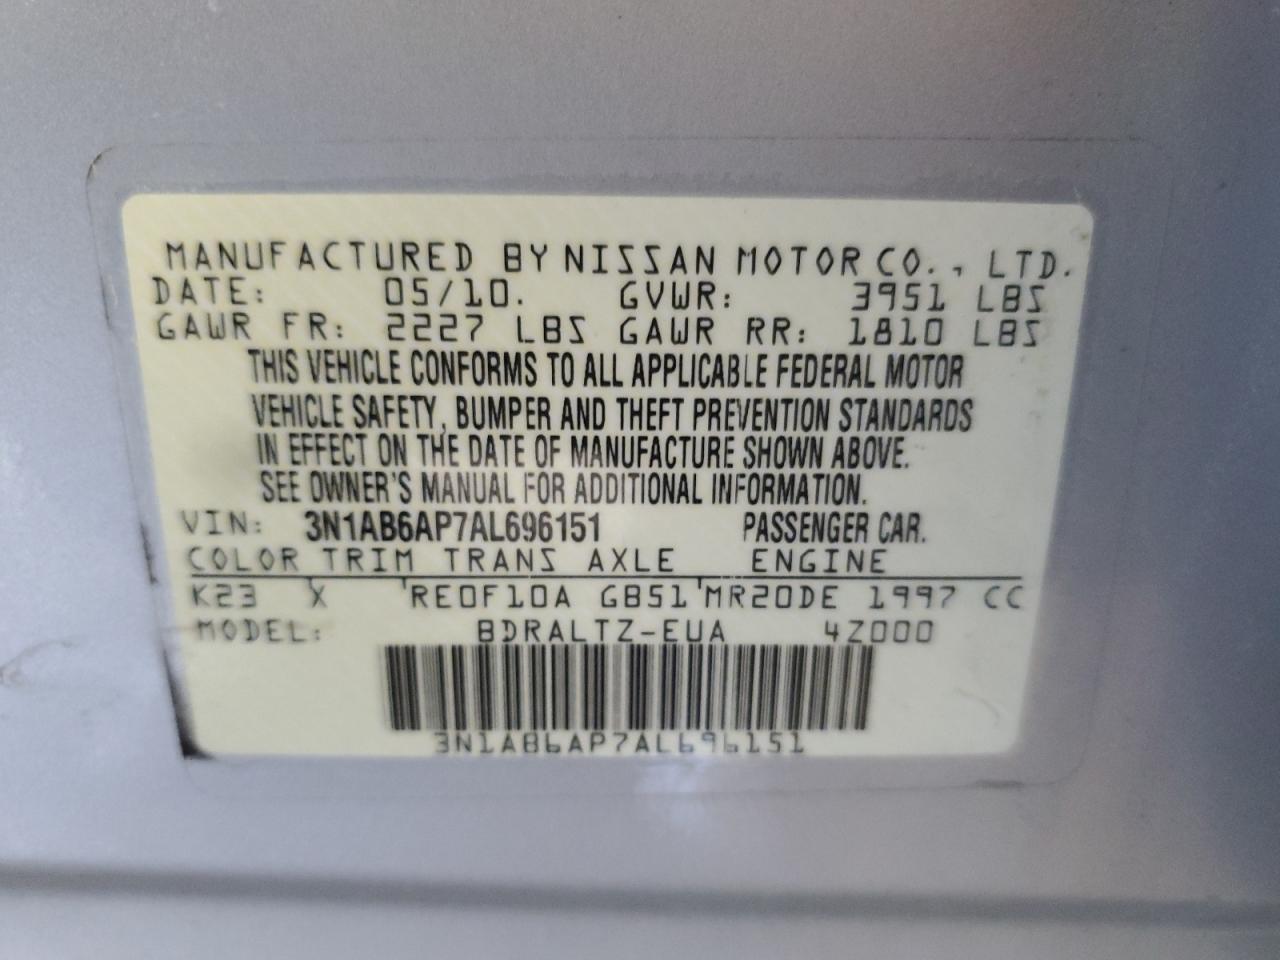 MANUFACTURED BY NISSAN MOTOR CO., LTD.
DATE: 05/10. GVWR: 3951 LBS
GAWR FR: 2227 LBS GAWR RR: 1810 LBS
THIS VEHICLE CONFORMS TO ALL APPLICABLE FEDERAL MOTOR
VEHICLE SAFETY, BUMPER AND THEFT PREVENTION STANDARDS
IN EFFECT ON THE DATE OF MANUFACTURE SHOWN ABOVE.
SEE OWNER'S MANUAL FOR ADDITIONAL INFORMATION.
VIN: 3N1AB6AP7AL696151 PASSENGER CAR.
COLOR TRIM TRANS AXLE ENGINE
K23 X 'RE0F10A GB51'MR20DE 1997 CC
MODEL: BDRALTZ-EUA 4Z000
3N1AB6AP7AL696151